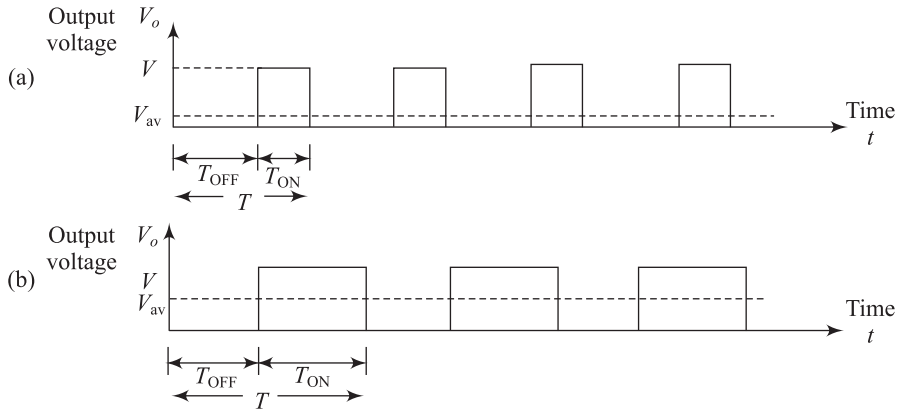 Output
voltage
V_o
(a)
V
V_av
Time
t
T_OFF T_ON
T
Output
voltage
V_o
(b)
V
V_av
Time
t
T_OFF T_ON
T